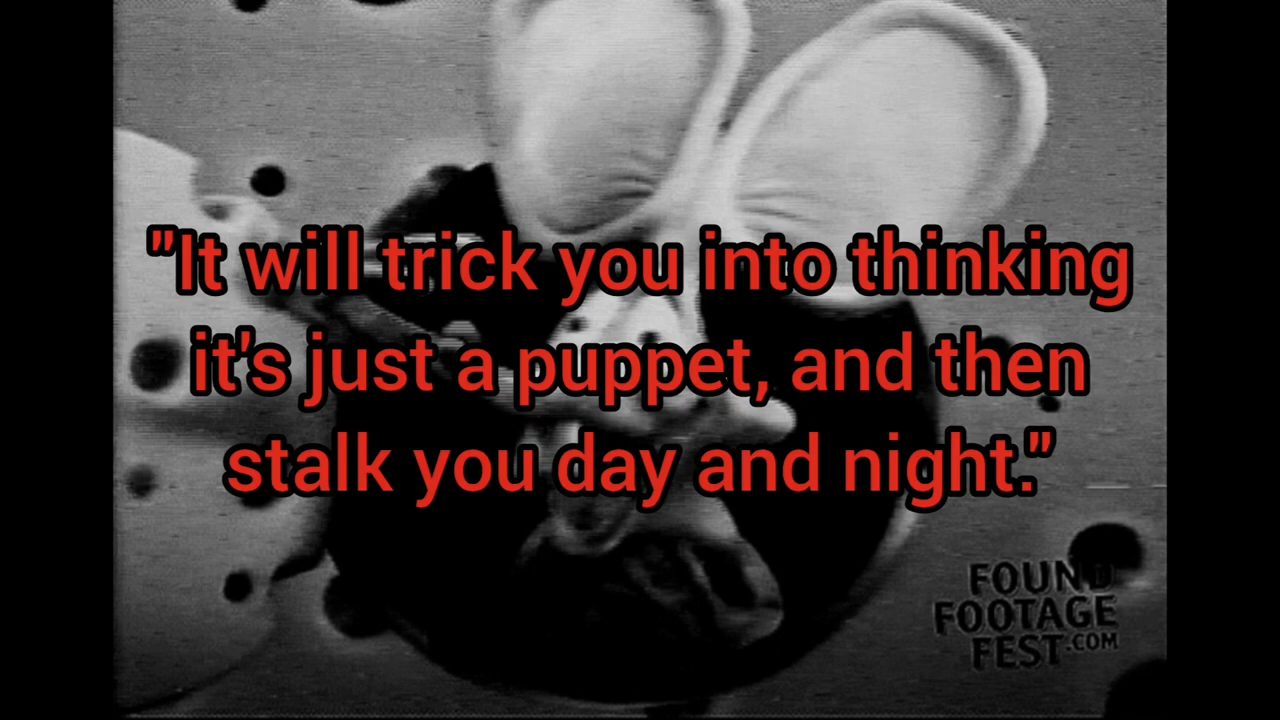 "It will trick you into thinking
it's just a puppet, and then
stalk you day and night."
FOUND
FOOTAGE
FEST.COM